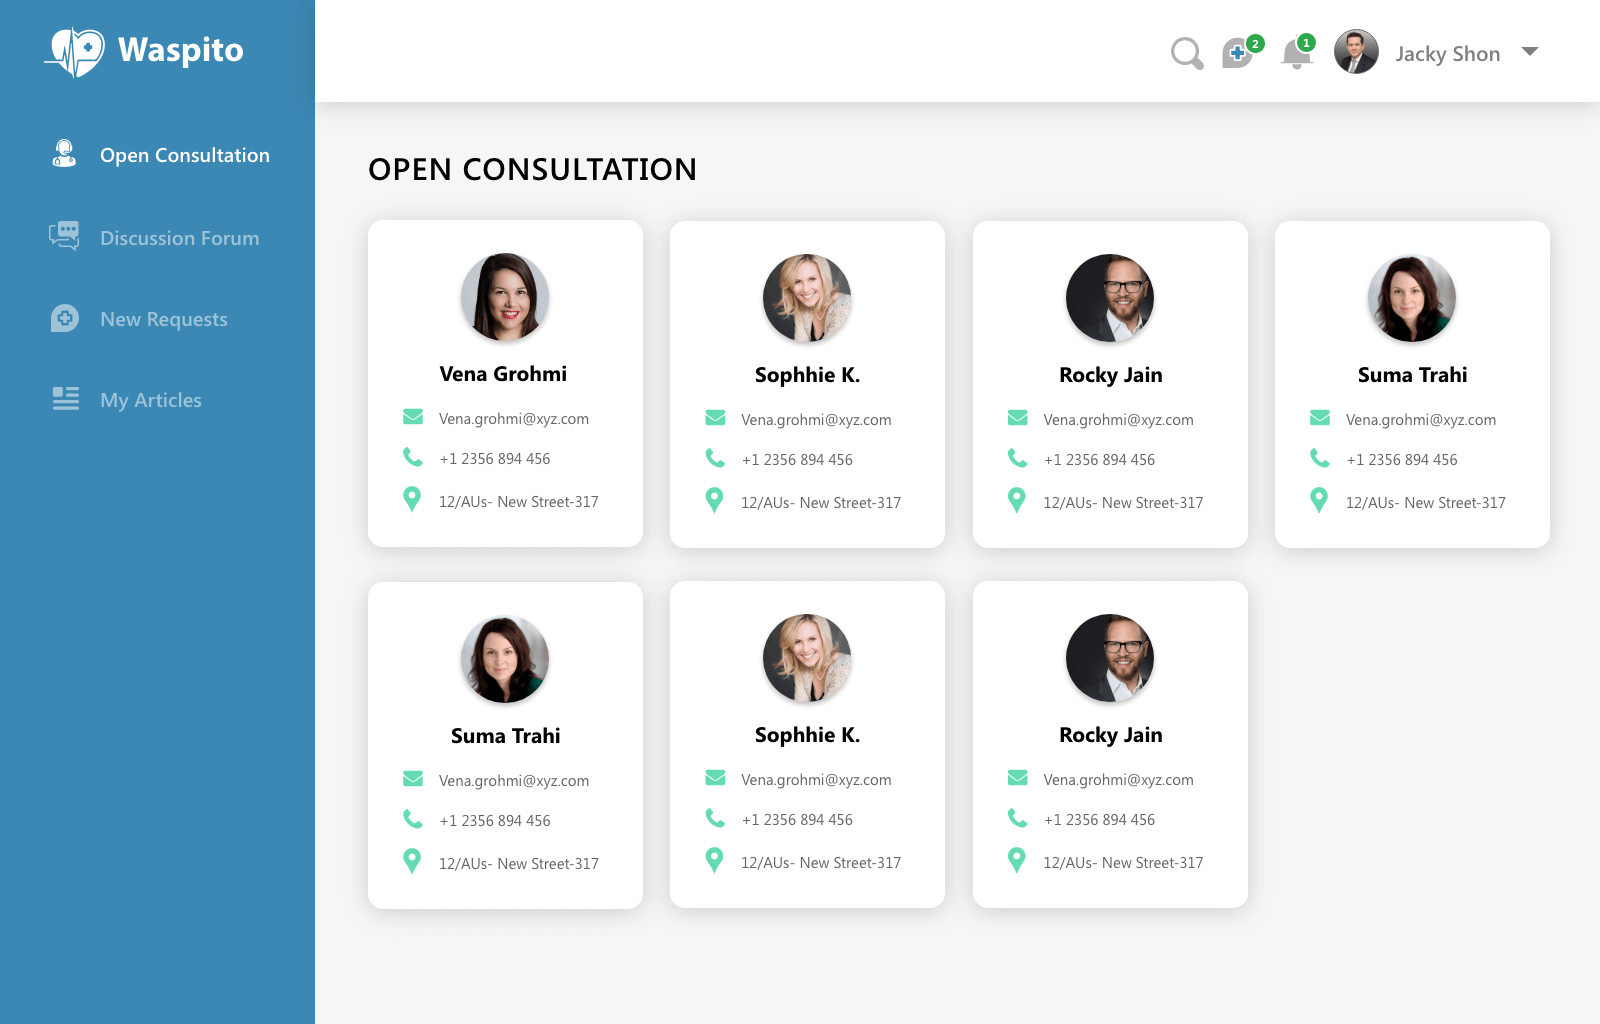 Waspito
2
1
Jacky Shon
Open Consultation
Discussion Forum
New Requests
My Articles
OPEN CONSULTATION
Vena Grohmi
Vena.grohmi@xyz.com
+1 2356 894 456
12/AUs- New Street-317
Sophhie K.
Vena.grohmi@xyz.com
+1 2356 894 456
12/AUs- New Street-317
Rocky Jain
Vena.grohmi@xyz.com
+1 2356 894 456
12/AUs- New Street-317
Suma Trahi
Vena.grohmi@xyz.com
+1 2356 894 456
12/AUs- New Street-317
Suma Trahi
Vena.grohmi@xyz.com
+1 2356 894 456
12/AUs- New Street-317
Sophhie K.
Vena.grohmi@xyz.com
+1 2356 894 456
12/AUs- New Street-317
Rocky Jain
Vena.grohmi@xyz.com
+1 2356 894 456
12/AUs- New Street-317